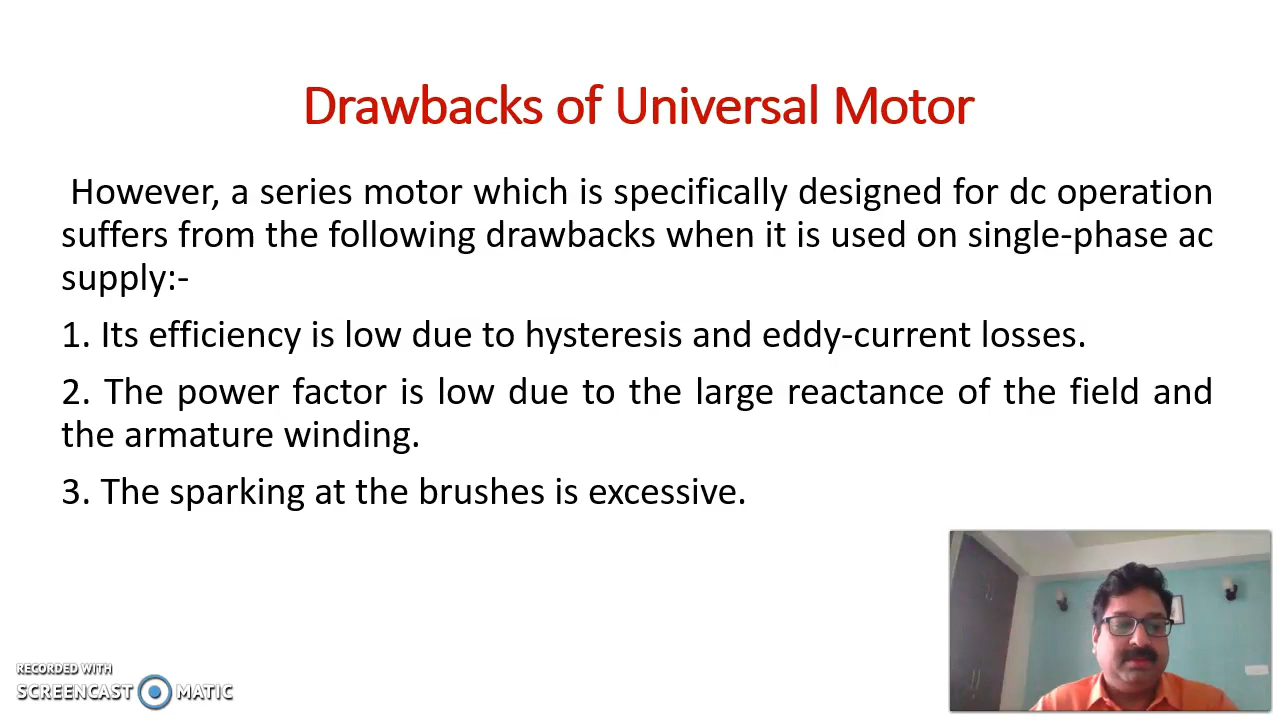 Drawbacks of Universal Motor
However, a series motor which is specifically designed for dc operation
suffers from the following drawbacks when it is used on single-phase ac
supply:-
1. Its efficiency is low due to hysteresis and eddy-current losses.
2. The power factor is low due to the large reactance of the field and
the armature winding.
3. The sparking at the brushes is excessive.
RECORDED WITH
SCREENCAST MATIC